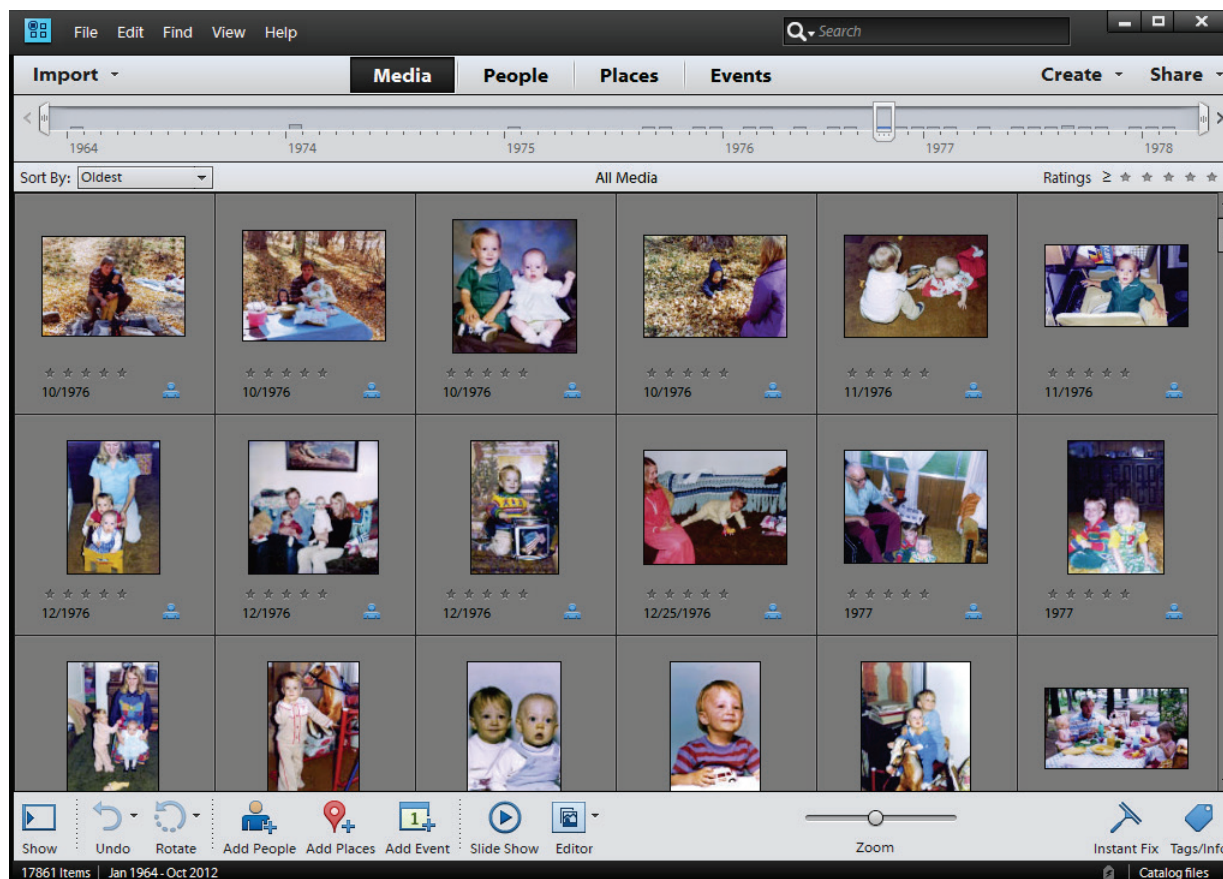 File Edit Find View Help Search
Import Media People Places Events Create Share
1964 1974 1975 1976 1977 1978
Sort By: Oldest All Media Ratings ≥
10/1976 10/1976 10/1976 10/1976 11/1976 11/1976
12/1976 12/1976 12/1976 12/25/1976 1977 1977
1
Show Undo Rotate Add People Add Places Add Event Slide Show Editor Zoom Instant Fix Tags/Info
17861 Items | Jan 1964 - Oct 2012 Catalog files